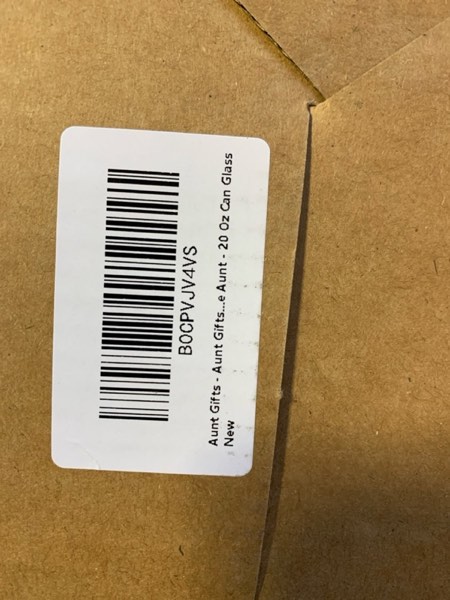 B0CPVJV4VS
Aunt Gifts - Aunt Gifts...e Aunt - 20 Oz Can Glass
New